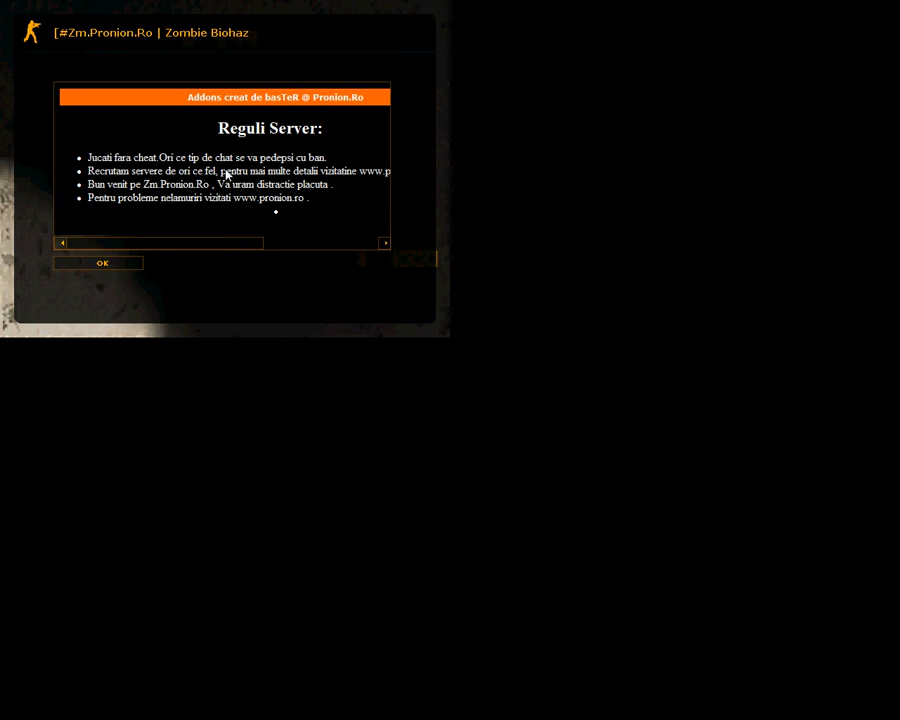 [#Zm.Pronion.Ro | Zombie Biohaz
Addons creat de basTeR @ Pronion.Ro
Reguli Server:
Jucati fara cheat.Ori ce tip de chat se va pedepsi cu ban.
Recrutam servere de ori ce fel, pentru mai multe detalii vizitatine www.p
Bun venit pe Zm.Pronion.Ro , Va uram distractie placuta .
Pentru probleme nelamuriri vizitati www.pronion.ro .
OK